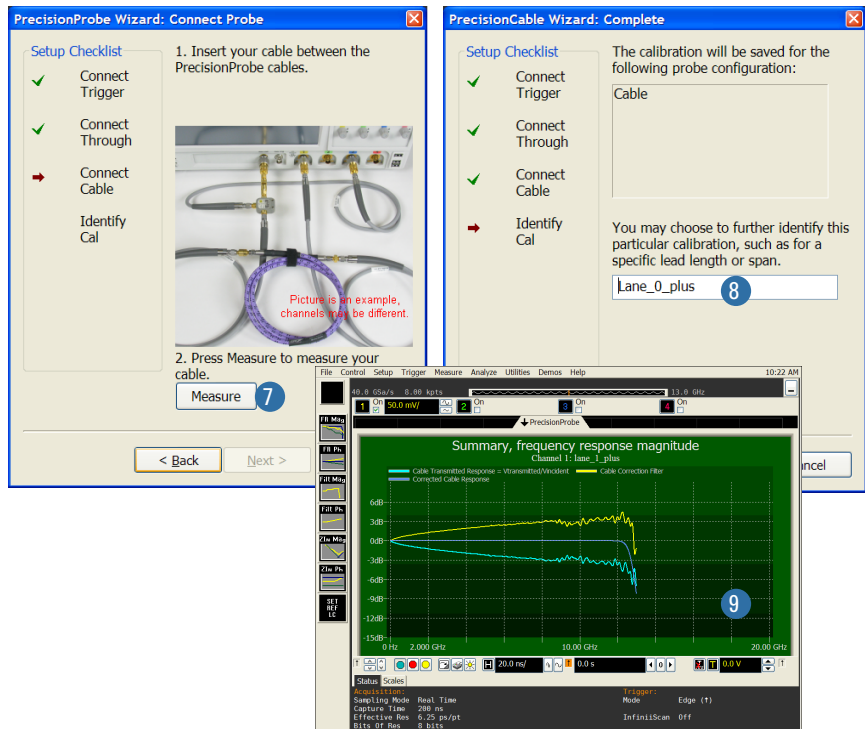 PrecisionProbe Wizard: Connect Probe
Setup Checklist
Connect
Trigger
Connect
Through
Connect
Cable
Identify
Cal
1. Insert your cable between the
PrecisionProbe cables.
Picture is an example,
channels may be different.
2. Press Measure to measure your
cable.
Measure
7
< Back
Next >
PrecisionCable Wizard: Complete
Setup Checklist
Connect
Trigger
Connect
Through
Connect
Cable
Identify
Cal
The calibration will be saved for the
following probe configuration:
Cable
You may choose to further identify this
particular calibration, such as for a
specific lead length or span.
Lane_0_plus
8
ncel
File Control Setup Trigger Measure Analyze Utilities Demos Help 10:22 AM
40.0 GSa/s 8.00 kpts 13.0 GHz
1 On 50.0 mV/ 2 On 3 On 4 On
PrecisionProbe
FR Mag
FR Ph
Filt Mag
Filt Ph
ZIn Mag
ZIn Ph
SET
REF
LC
Summary, frequency response magnitude
Channel 1: lane_1_plus
Cable Transmitted Response = Vtransmitted/Vincident Cable Correction Filter
Corrected Cable Response
6dB
3dB
0dB
-3dB
-6dB
-9dB
-12dB
-15dB
0 Hz 2.000 GHz 10.00 GHz 20.00 GHz
9
H 20.0 ns/ 0.0 s 0 T 0.0 V
Status Scales
Acquisition: Trigger:
Sampling Mode Real Time Mode Edge (↑)
Capture Time 200 ns
Effective Res 6.25 ps/pt InfiniiScan Off
Bits Of Res 8 bits